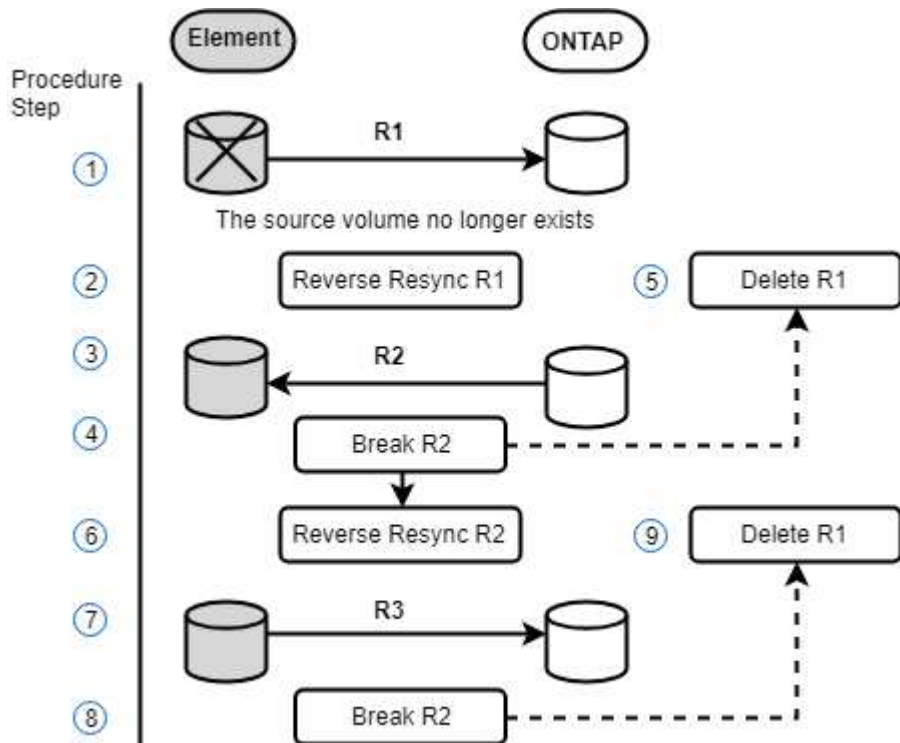 Element
ONTAP
Procedure
Step
R1
1
The source volume no longer exists
2
Reverse Resync R1
5
Delete R1
3
R2
4
Break R2
6
Reverse Resync R2
9
Delete R1
7
R3
8
Break R2